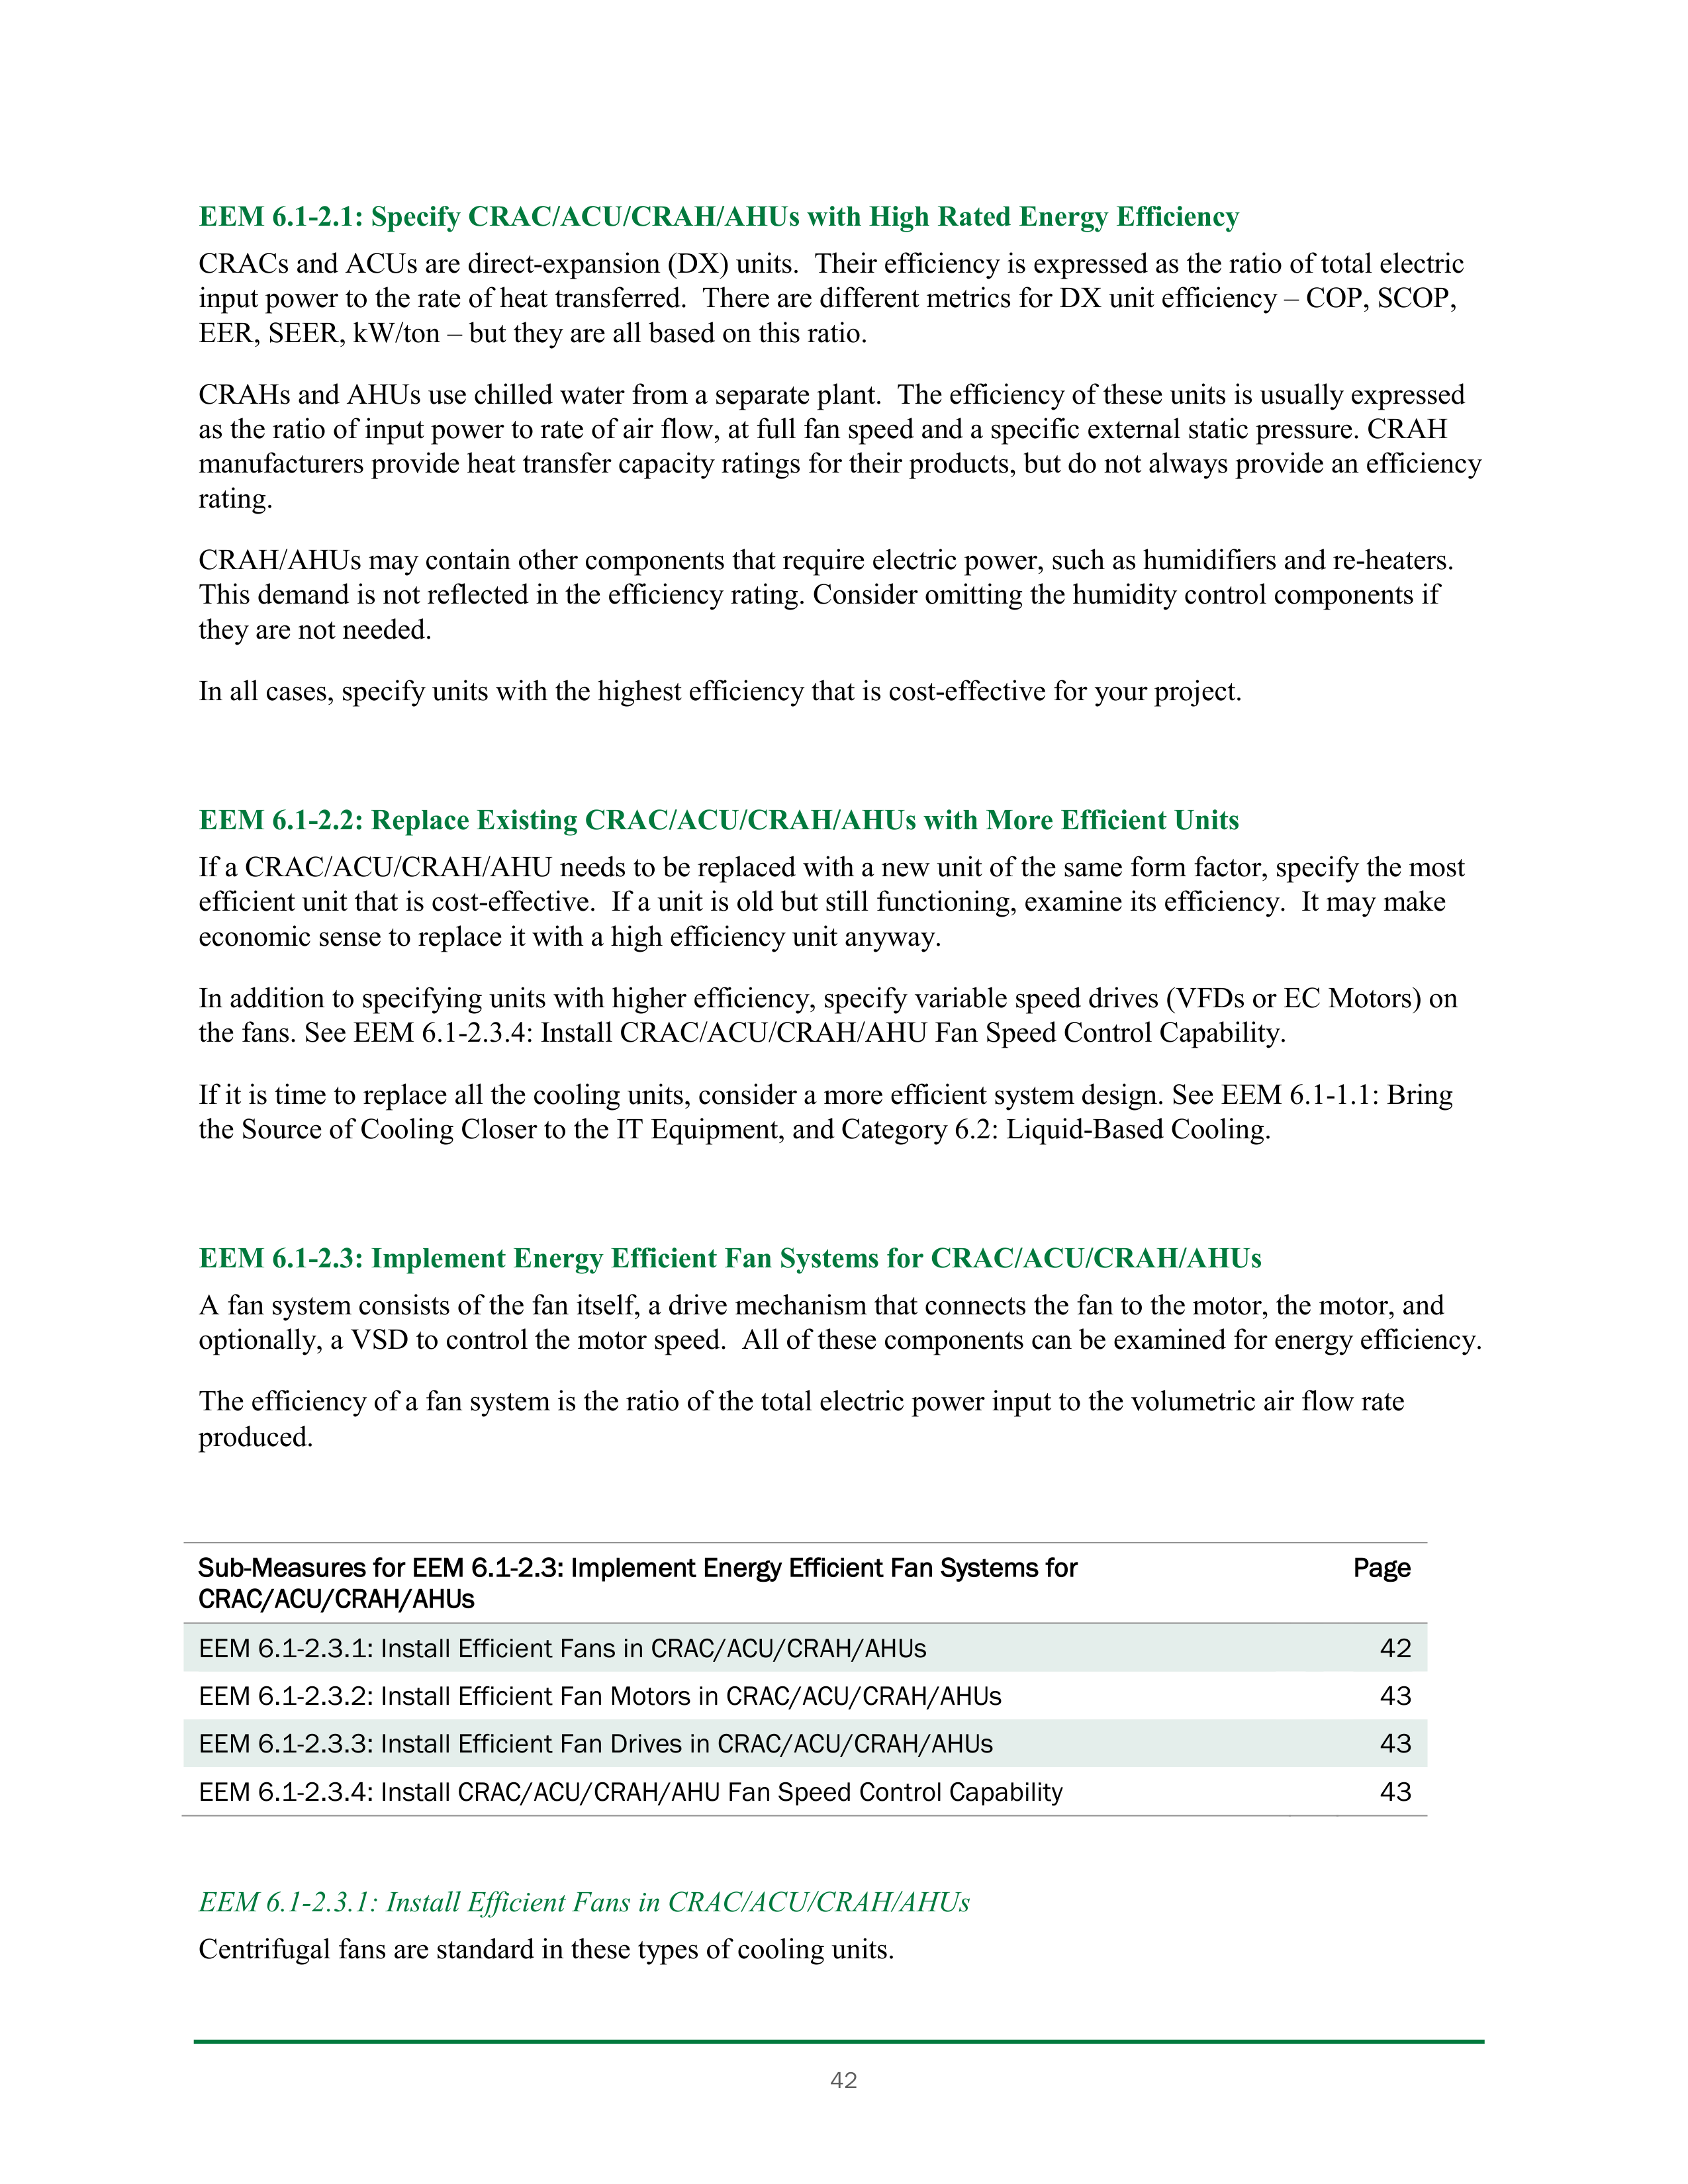 EEM 6.1-2.1: Specify CRAC/ACU/CRAH/AHUs with High Rated Energy Efficiency
CRACs and ACUs are direct-expansion (DX) units.  Their efficiency is expressed as the ratio of total electric
input power to the rate of heat transferred.  There are different metrics for DX unit efficiency – COP, SCOP,
EER, SEER, kW/ton – but they are all based on this ratio.
CRAHs and AHUs use chilled water from a separate plant.  The efficiency of these units is usually expressed
as the ratio of input power to rate of air flow, at full fan speed and a specific external static pressure. CRAH
manufacturers provide heat transfer capacity ratings for their products, but do not always provide an efficiency
rating.
CRAH/AHUs may contain other components that require electric power, such as humidifiers and re-heaters.
This demand is not reflected in the efficiency rating. Consider omitting the humidity control components if
they are not needed.
In all cases, specify units with the highest efficiency that is cost-effective for your project.
EEM 6.1-2.2: Replace Existing CRAC/ACU/CRAH/AHUs with More Efficient Units
If a CRAC/ACU/CRAH/AHU needs to be replaced with a new unit of the same form factor, specify the most
efficient unit that is cost-effective.  If a unit is old but still functioning, examine its efficiency.  It may make
economic sense to replace it with a high efficiency unit anyway.
In addition to specifying units with higher efficiency, specify variable speed drives (VFDs or EC Motors) on
the fans. See EEM 6.1-2.3.4: Install CRAC/ACU/CRAH/AHU Fan Speed Control Capability.
If it is time to replace all the cooling units, consider a more efficient system design. See EEM 6.1-1.1: Bring
the Source of Cooling Closer to the IT Equipment, and Category 6.2: Liquid-Based Cooling.
EEM 6.1-2.3: Implement Energy Efficient Fan Systems for CRAC/ACU/CRAH/AHUs
A fan system consists of the fan itself, a drive mechanism that connects the fan to the motor, the motor, and
optionally, a VSD to control the motor speed.  All of these components can be examined for energy efficiency.
The efficiency of a fan system is the ratio of the total electric power input to the volumetric air flow rate
produced.
Sub-Measures for EEM 6.1-2.3: Implement Energy Efficient Fan Systems for Page
CRAC/ACU/CRAH/AHUs
EEM 6.1-2.3.1: Install Efficient Fans in CRAC/ACU/CRAH/AHUs 42
EEM 6.1-2.3.2: Install Efficient Fan Motors in CRAC/ACU/CRAH/AHUs 43
EEM 6.1-2.3.3: Install Efficient Fan Drives in CRAC/ACU/CRAH/AHUs 43
EEM 6.1-2.3.4: Install CRAC/ACU/CRAH/AHU Fan Speed Control Capability 43
EEM 6.1-2.3.1: Install Efficient Fans in CRAC/ACU/CRAH/AHUs
Centrifugal fans are standard in these types of cooling units.
42